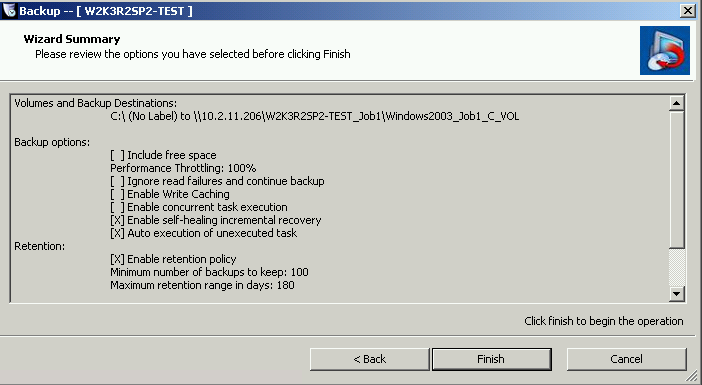 Backup -- [ W2K3R2SP2-TEST ]
Wizard Summary
Please review the options you have selected before clicking Finish
Volumes and Backup Destinations:
C:\ (No Label) to \\10.2.11.206\W2K3R2SP2-TEST_Job1\Windows2003_Job1_C_VOL
Backup options:
[ ] Include free space
Performance Throttling: 100%
[ ] Ignore read failures and continue backup
[ ] Enable Write Caching
[ ] Enable concurrent task execution
[X] Enable self-healing incremental recovery
[X] Auto execution of unexecuted task
Retention:
[X] Enable retention policy
Minimum number of backups to keep: 100
Maximum retention range in days: 180
Click finish to begin the operation
< Back
Finish
Cancel